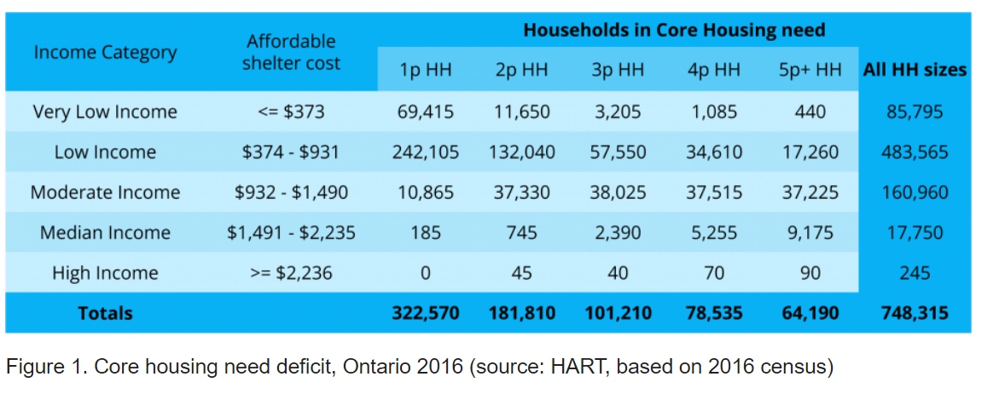 Income Category Affordable shelter cost Households in Core Housing need
1p HH 2p HH 3p HH 4p HH 5p+ HH All HH sizes
Very Low Income <= $373 69,415 11,650 3,205 1,085 440 85,795
Low Income $374 - $931 242,105 132,040 57,550 34,610 17,260 483,565
Moderate Income $932 - $1,490 10,865 37,330 38,025 37,515 37,225 160,960
Median Income $1,491 - $2,235 185 745 2,390 5,255 9,175 17,750
High Income >= $2,236 0 45 40 70 90 245
Totals 322,570 181,810 101,210 78,535 64,190 748,315
Figure 1. Core housing need deficit, Ontario 2016 (source: HART, based on 2016 census)